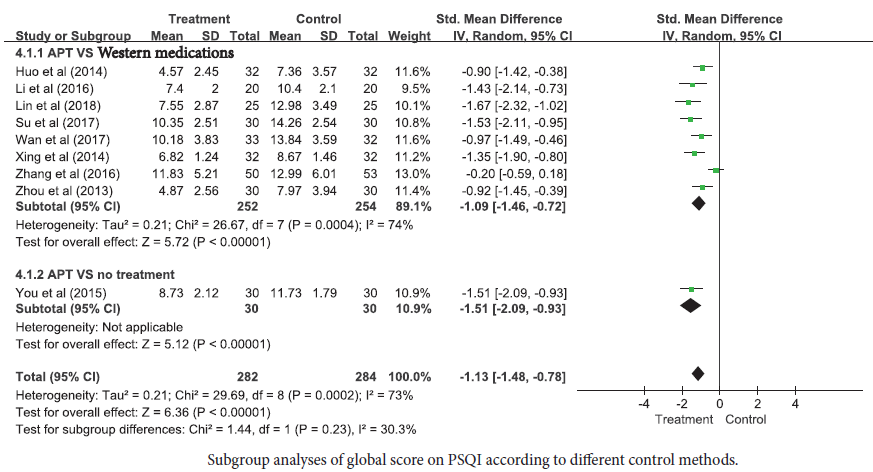 Treatment Control Std. Mean Difference Std. Mean Difference
Study or Subgroup Mean SD Total Mean SD Total Weight IV, Random, 95% CI IV, Random, 95% CI
4.1.1 APT VS Western medications
Huo et al (2014) 4.57 2.45 32 7.36 3.57 32 11.6% -0.90 [-1.42, -0.38]
Li et al (2016) 7.4 2 20 10.4 2.1 20 9.5% -1.43 [-2.14, -0.73]
Lin et al (2018) 7.55 2.87 25 12.98 3.49 25 10.1% -1.67 [-2.32, -1.02]
Su et al (2017) 10.35 2.51 30 14.26 2.54 30 10.8% -1.53 [-2.11, -0.95]
Wan et al (2017) 10.18 3.83 33 13.84 3.59 32 11.6% -0.97 [-1.49, -0.46]
Xing et al (2014) 6.82 1.24 32 8.67 1.46 32 11.2% -1.35 [-1.90, -0.80]
Zhang et al (2016) 11.83 5.21 50 12.99 6.01 53 13.0% -0.20 [-0.59, 0.18]
Zhou et al (2013) 4.87 2.56 30 7.97 3.94 30 11.4% -0.92 [-1.45, -0.39]
Subtotal (95% CI) 252 254 89.1% -1.09 [-1.46, -0.72]
Heterogeneity: Tau² = 0.21; Chi² = 26.67, df = 7 (P = 0.0004); I² = 74%
Test for overall effect: Z = 5.72 (P < 0.00001)
4.1.2 APT VS no treatment
You et al (2015) 8.73 2.12 30 11.73 1.79 30 10.9% -1.51 [-2.09, -0.93]
Subtotal (95% CI) 30 30 10.9% -1.51 [-2.09, -0.93]
Heterogeneity: Not applicable
Test for overall effect: Z = 5.12 (P < 0.00001)
Total (95% CI) 282 284 100.0% -1.13 [-1.48, -0.78]
Heterogeneity: Tau² = 0.21; Chi² = 29.69, df = 8 (P = 0.0002); I² = 73%
Test for overall effect: Z = 6.36 (P < 0.00001)
Test for subgroup differences: Chi² = 1.44, df = 1 (P = 0.23), I² = 30.3%
-4 -2 0 2 4
Treatment Control
Subgroup analyses of global score on PSQI according to different control methods.